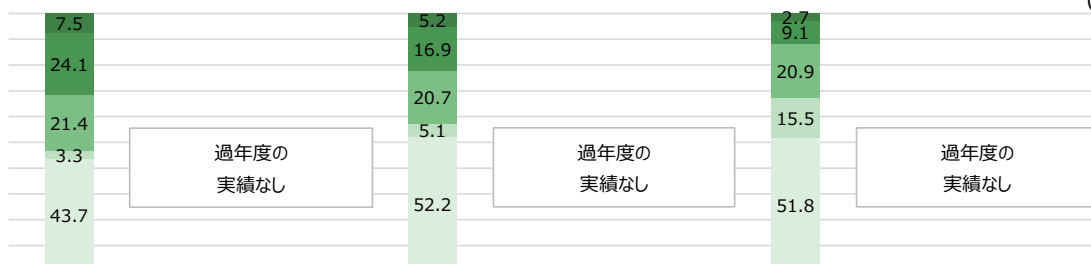 7.5
24.1
21.4
3.3
43.7
過年度の
実績なし
5.2
16.9
20.7
5.1
52.2
過年度の
実績なし
2.7
9.1
20.9
15.5
51.8
過年度の
実績なし